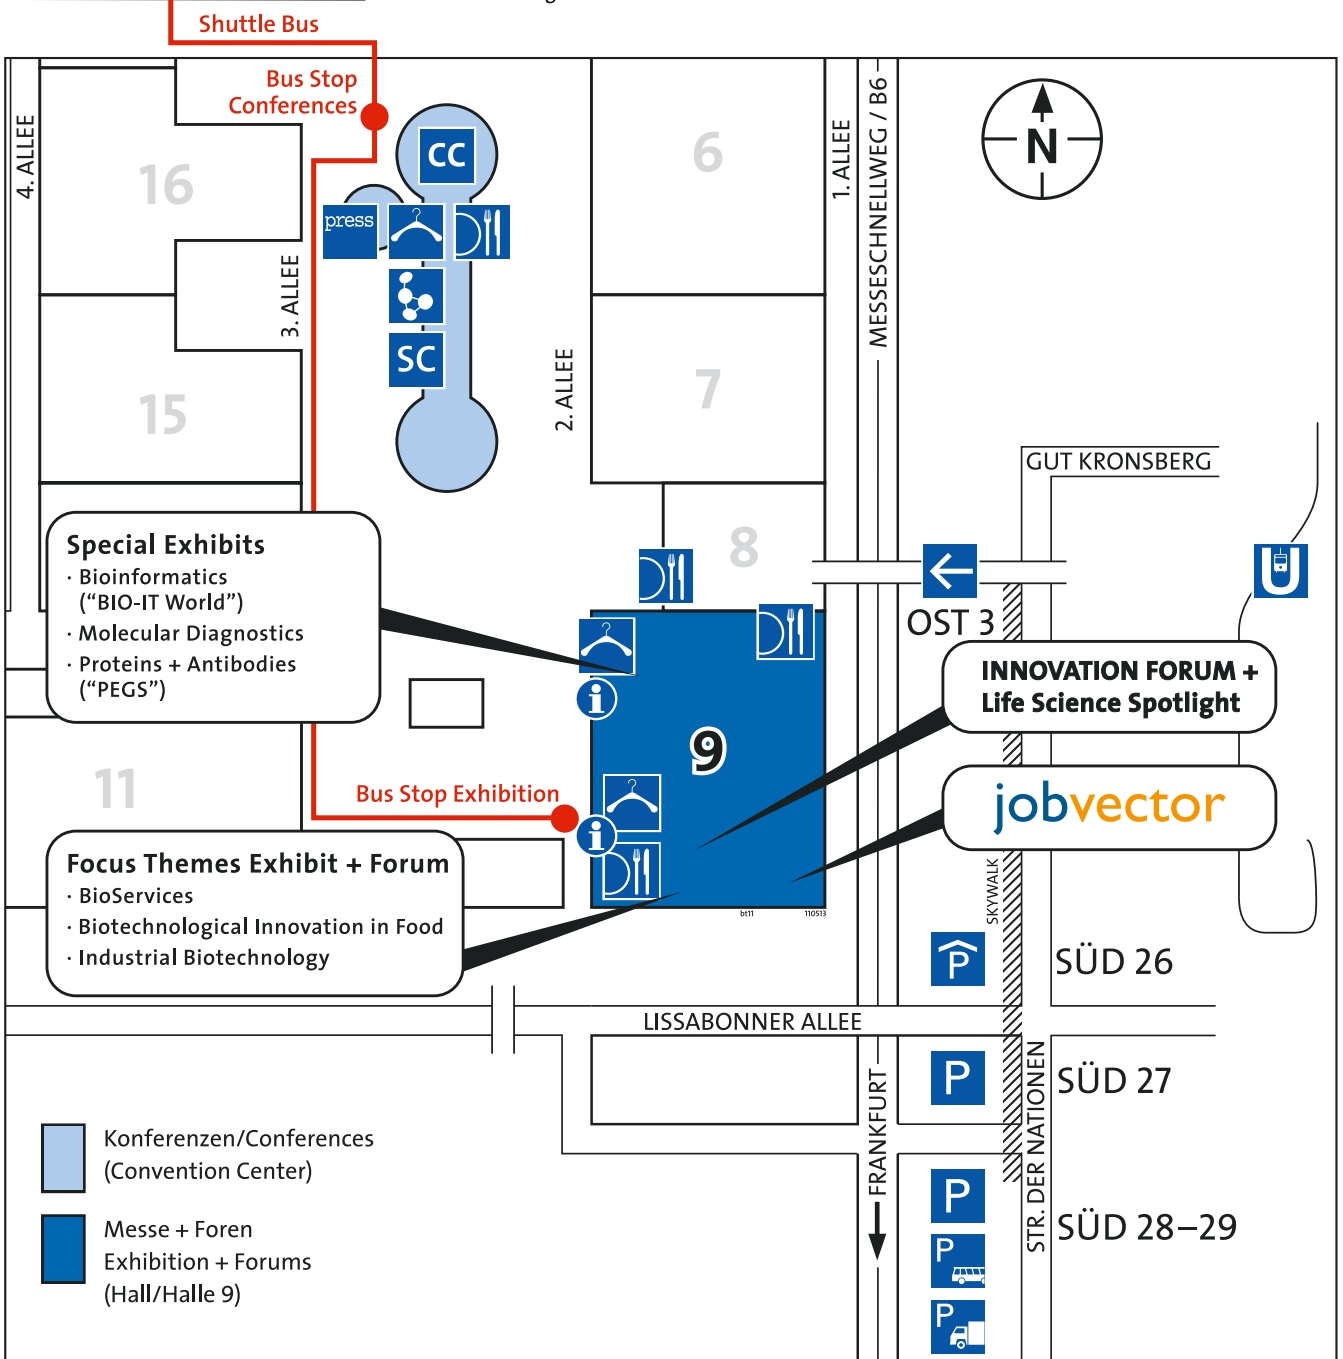 Shuttle Bus
Bus Stop
Conferences
4. ALLEE
16
CC
press
3. ALLEE
SC
15
2. ALLEE
6
7
8
1. ALLEE
MESSESCHNELLWEG / B6
N
GUT KRONSBERG
U
OST 3
Special Exhibits
· Bioinformatics
(“BIO-IT World”)
· Molecular Diagnostics
· Proteins + Antibodies
(“PEGS”)
INNOVATION FORUM +
Life Science Spotlight
i
9
11
Bus Stop Exhibition
i
jobvector
Focus Themes Exhibit + Forum
· BioServices
· Biotechnological Innovation in Food
· Industrial Biotechnology
bt11
110513
SKYWALK
P
SÜD 26
LISSABONNER ALLEE
P
SÜD 27
FRANKFURT
STR. DER NATIONEN
P
SÜD 28–29
P
P
Konferenzen/Conferences
(Convention Center)
Messe + Foren
Exhibition + Forums
(Hall/Halle 9)